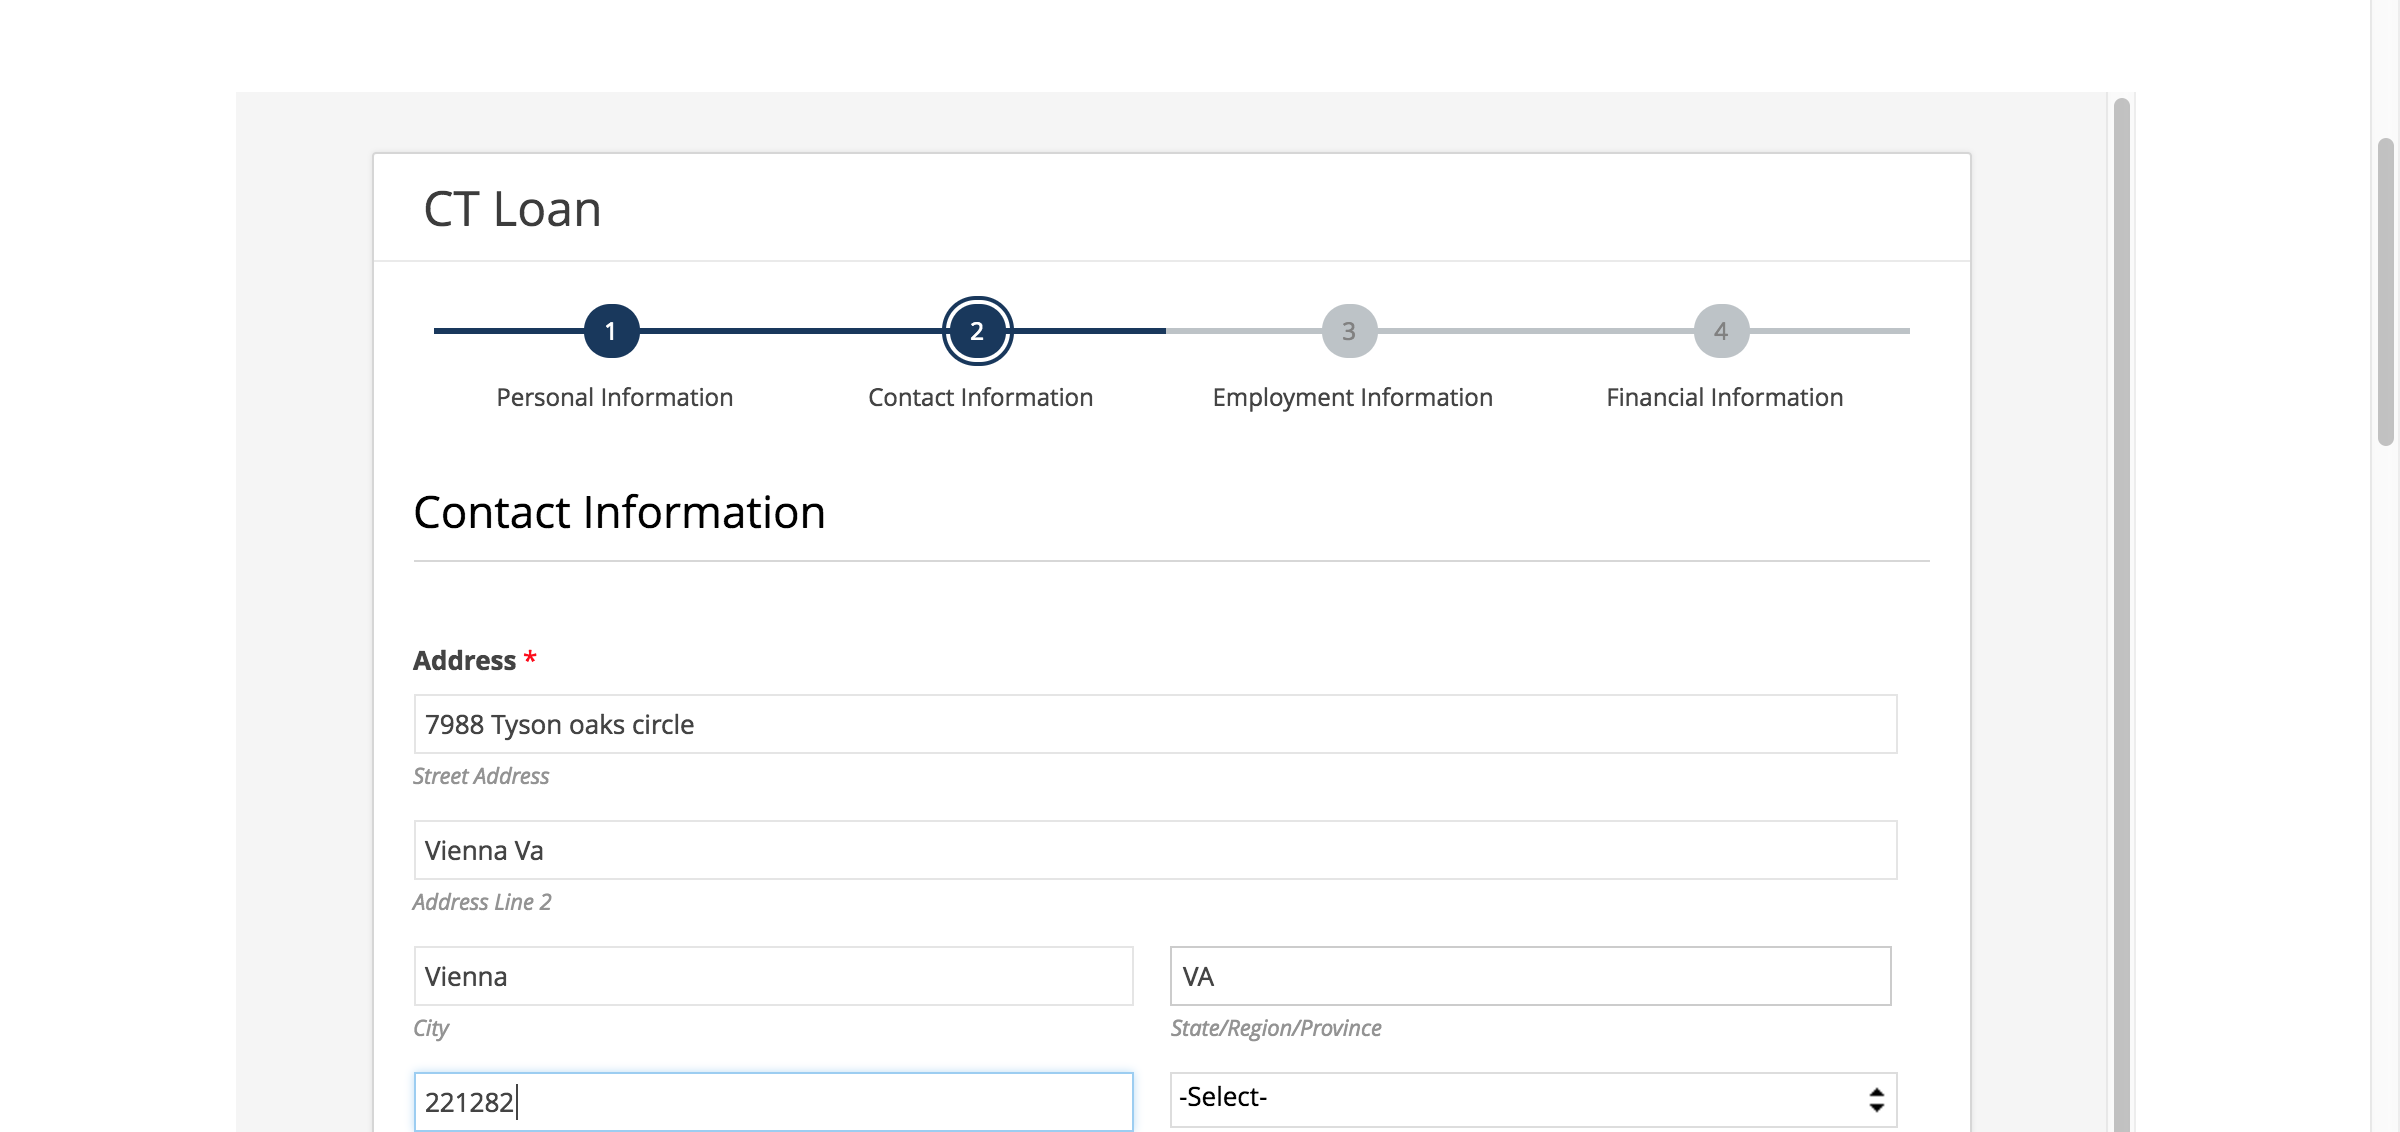 CT Loan
1 2 3 4
Personal Information Contact Information Employment Information Financial Information
Contact Information
Address *
7988 Tyson oaks circle
Street Address
Vienna Va
Address Line 2
Vienna VA
City State/Region/Province
221282 -Select-